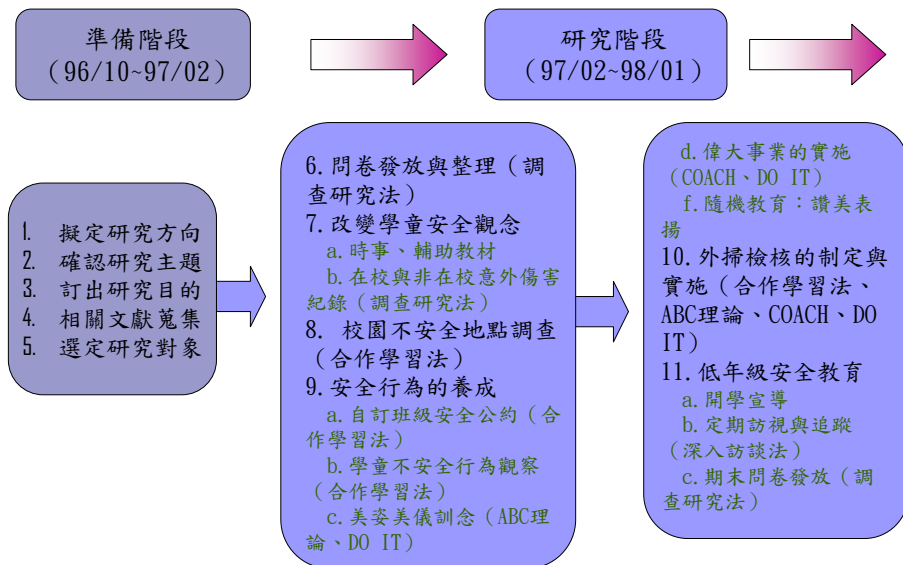 準備階段
（96/10~97/02）
研究階段
（97/02~98/01）
1. 擬定研究方向
2. 確認研究主題
3. 訂出研究目的
4. 相關文獻蒐集
5. 選定研究對象
6.問卷發放與整理（調
查研究法）
7.改變學童安全觀念
a.時事、輔助教材
b.在校與非在校意外傷害
紀錄（調查研究法）
8. 校園不安全地點調查
（合作學習法）
9.安全行為的養成
a.自訂班級安全公約（合
作學習法）
b.學童不安全行為觀察
（合作學習法）
c.美姿美儀訓念（ABC理
論、DO IT）
d.偉大事業的實施
（COACH、DO IT）
f.隨機教育：讚美表
揚
10.外掃檢核的制定與
實施（合作學習法、
ABC理論、COACH、DO
IT）
11.低年級安全教育
a.開學宣導
b.定期訪視與追蹤
（深入訪談法）
c.期末問卷發放（調
查研究法）